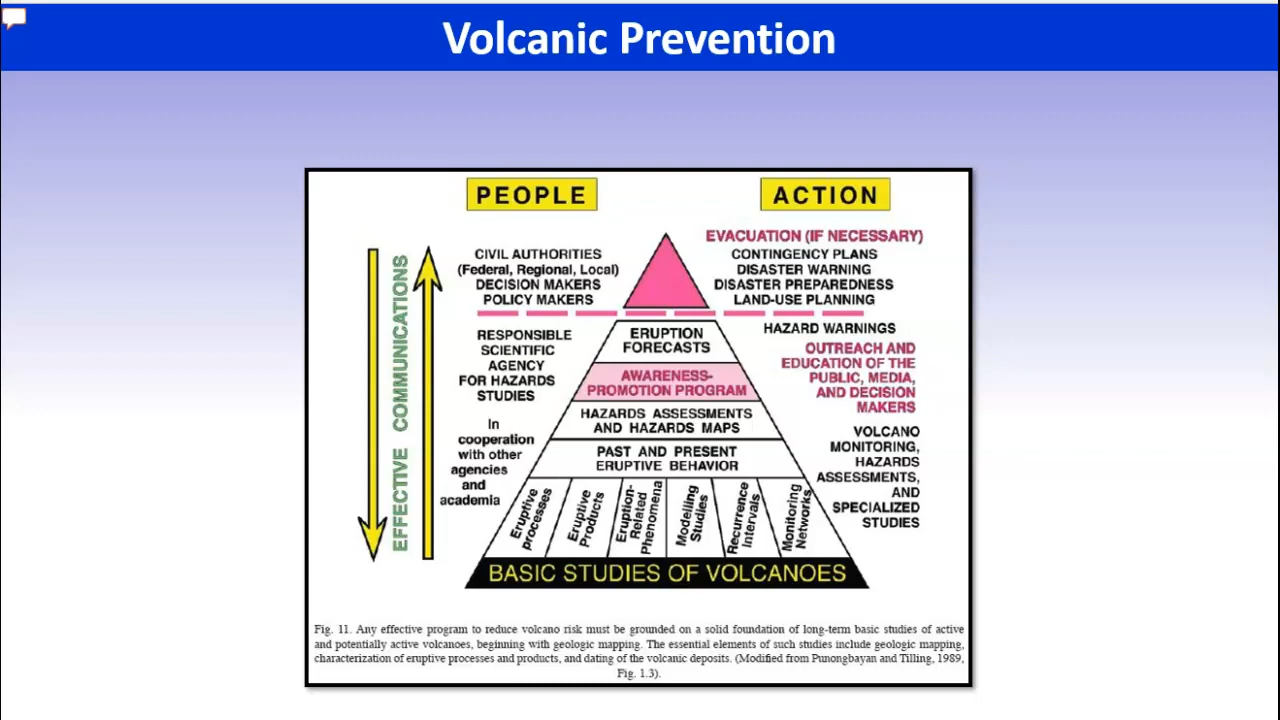 Volcanic Prevention
PEOPLE
ACTION
EFFECTIVE COMMUNICATIONS
CIVIL AUTHORITIES
(Federal, Regional, Local)
DECISION MAKERS
POLICY MAKERS
RESPONSIBLE
SCIENTIFIC
AGENCY
FOR HAZARDS
STUDIES
In
cooperation
with other
agencies
and
academia
ERUPTION
FORECASTS
AWARENESS-
PROMOTION PROGRAM
HAZARDS ASSESSMENTS
AND HAZARDS MAPS
PAST AND PRESENT
ERUPTIVE BEHAVIOR
Eruptive
processes
Eruptive
Products
Eruption-
Related
Phenomena
Modelling
Studies
Recurrence
Intervals
Monitoring
Networks
BASIC STUDIES OF VOLCANOES
EVACUATION (IF NECESSARY)
CONTINGENCY PLANS
DISASTER WARNING
DISASTER PREPAREDNESS
LAND-USE PLANNING
HAZARD WARNINGS
OUTREACH AND
EDUCATION OF THE
PUBLIC, MEDIA,
AND DECISION
MAKERS
VOLCANO
MONITORING,
HAZARDS
ASSESSMENTS,
AND
SPECIALIZED
STUDIES
Fig. 11. Any effective program to reduce volcano risk must be grounded on a solid foundation of long-term basic studies of active
and potentially active volcanoes, beginning with geologic mapping. The essential elements of such studies include geologic mapping,
characterization of eruptive processes and products, and dating of the volcanic deposits. (Modified from Punongbayan and Tilling, 1989,
Fig. 1.3).